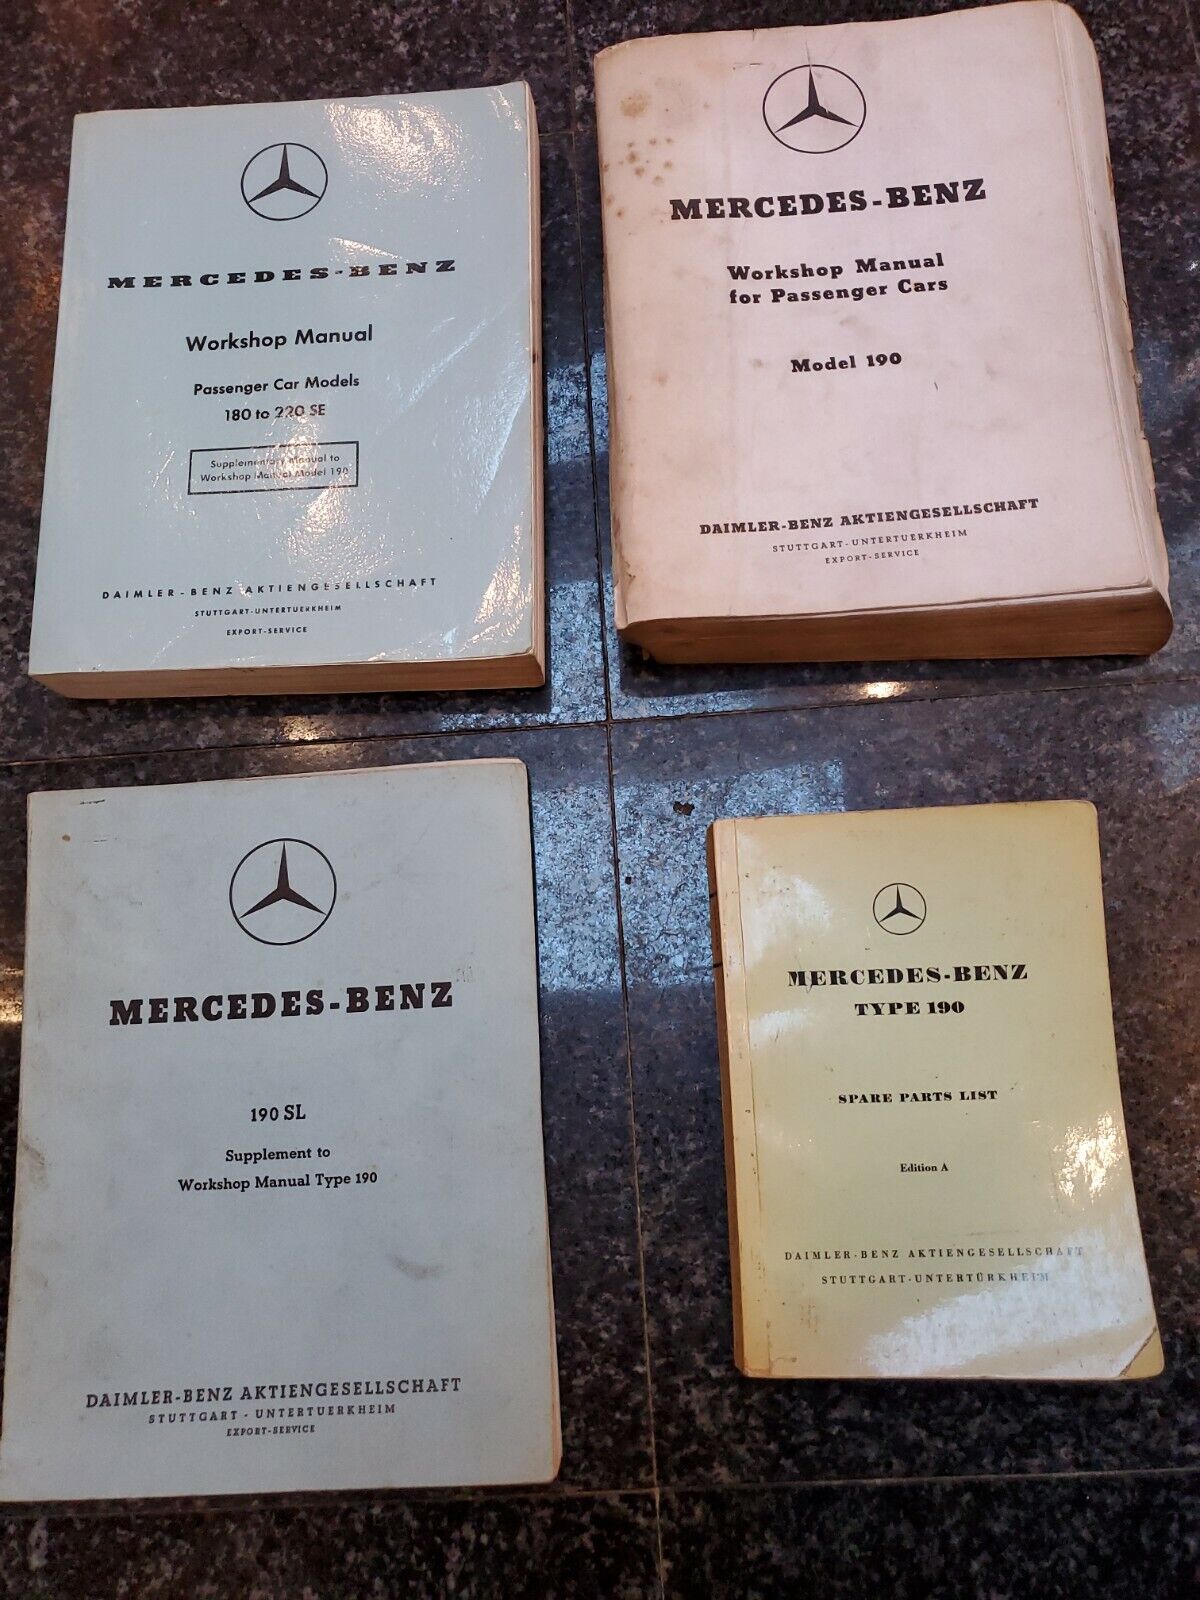 MERCEDES-BENZ
Workshop Manual
Passenger Car Models
180 to 220 SE
Supplementary Manual to
Workshop Manual Model 190
DAIMLER-BENZ AKTIENGESELLSCHAFT
STUTTGART-UNTERTUERKHEIM
EXPORT-SERVICE
MERCEDES-BENZ
Workshop Manual
for Passenger Cars
Model 190
DAIMLER-BENZ AKTIENGESELLSCHAFT
STUTTGART-UNTERTUERKHEIM
EXPORT-SERVICE
MERCEDES-BENZ
190 SL
Supplement to
Workshop Manual Type 190
DAIMLER-BENZ AKTIENGESELLSCHAFT
STUTTGART-UNTERTUERKHEIM
EXPORT-SERVICE
MERCEDES-BENZ
TYPE 190
SPARE PARTS LIST
Edition A
DAIMLER-BENZ AKTIENGESELLSCHAFT
STUTTGART-UNTERTÜRKHEIM